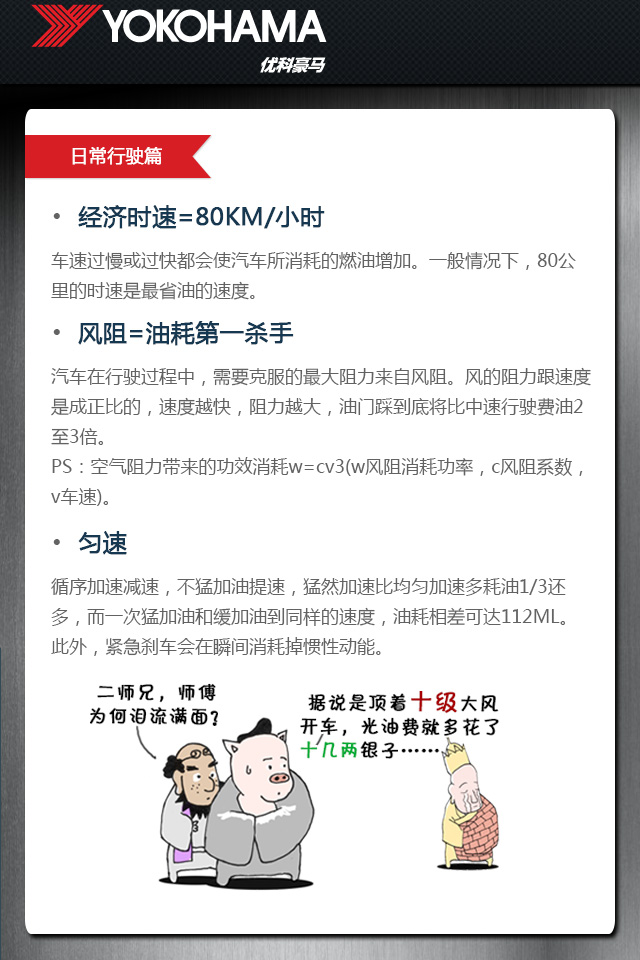 YOKOHAMA
优科豪马
日常行驶篇
• 经济时速=80KM/小时
车速过慢或过快都会使汽车所消耗的燃油增加。一般情况下，80公
里的时速是最省油的速度。
• 风阻=油耗第一杀手
汽车在行驶过程中，需要克服的最大阻力来自风阻。风的阻力跟速度
是成正比的，速度越快，阻力越大，油门踩到底将比中速行驶费油2
至3倍。
PS：空气阻力带来的功效消耗w=cv3(w风阻消耗功率，c风阻系数，
v车速)。
• 匀速
循序加速减速，不猛加油提速，猛然加速比均匀加速多耗油1/3还
多，而一次猛加油和缓加油到同样的速度，油耗相差可达112ML。
此外，紧急刹车会在瞬间消耗掉惯性动能。
二师兄，师傅
为何泪流满面？
据说是顶着十级大风
开车，光油费就多花了
十几两银子……